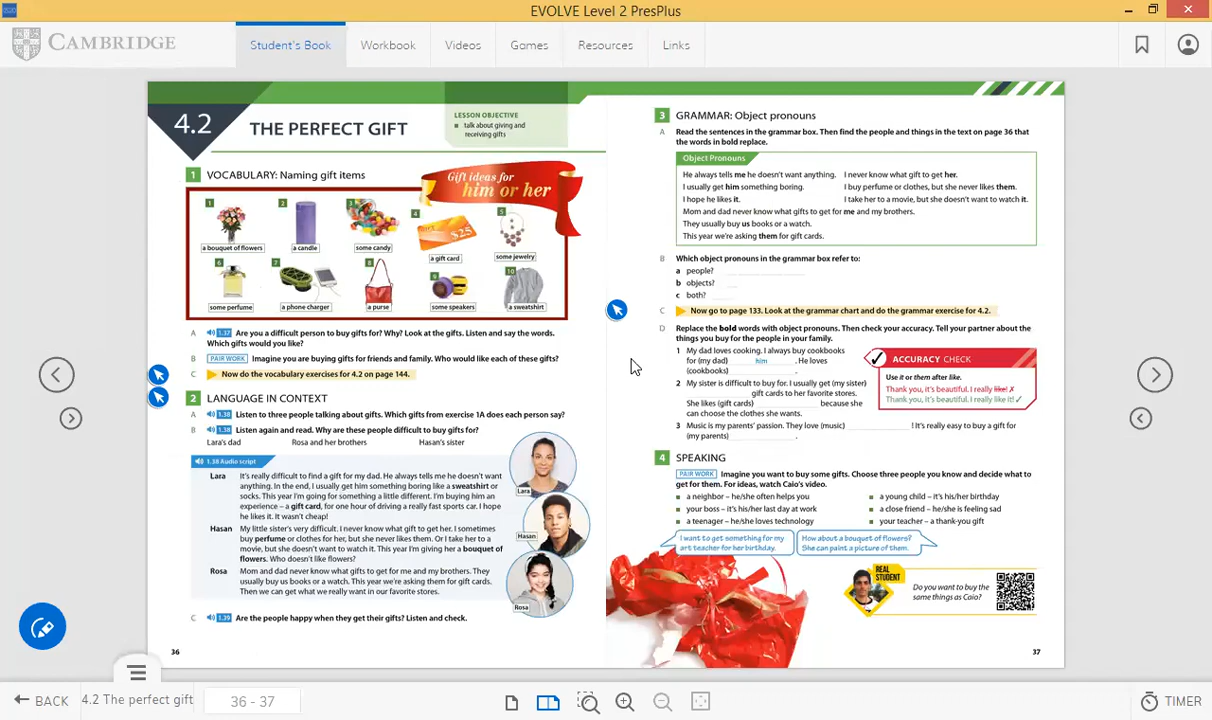 EVOLVE Level 2 PresPlus
CAMBRIDGE
Student's Book
Workbook
Videos
Games
Resources
Links
4.2
THE PERFECT GIFT
LESSON OBJECTIVE
■ talk about giving and
receiving gifts
1 VOCABULARY: Naming gift items
Gift ideas for
him or her
1
2
3
4
5
$25
a bouquet of flowers
a candle
some candy
a gift card
some jewelry
6
7
8
9
10
some perfume
a phone charger
a purse
some speakers
a sweatshirt
A 1.37 Are you a difficult person to buy gifts for? Why? Look at the gifts. Listen and say the words.
Which gifts would you like?
B PAIR WORK Imagine you are buying gifts for friends and family. Who would like each of these gifts?
C Now do the vocabulary exercises for 4.2 on page 144.
2 LANGUAGE IN CONTEXT
A 1.38 Listen to three people talking about gifts. Which gifts from exercise 1A does each person say?
B 1.38 Listen again and read. Why are these people difficult to buy gifts for?
Lara's dad Rosa and her brothers Hasan's sister
1.38 Audio script
Lara It's really difficult to find a gift for my dad. He always tells me he doesn't want
anything. In the end, I usually get him something boring like a sweatshirt or
socks. This year I'm going for something a little different. I'm buying him an
experience – a gift card, for one hour of driving a really fast sports car. I hope
he likes it. It wasn't cheap!
Hasan My little sister's very difficult. I never know what gift to get her. I sometimes
buy perfume or clothes for her, but she never likes them. Or I take her to a
movie, but she doesn't want to watch it. This year I'm giving her a bouquet of
flowers. Who doesn't like flowers?
Rosa Mom and dad never know what gifts to get for me and my brothers. They
usually buy us books or a watch. This year we're asking them for gift cards.
Then we can get what we really want in our favorite stores.
Lara
Hasan
Rosa
C 1.39 Are the people happy when they get their gifts? Listen and check.
36
3 GRAMMAR: Object pronouns
A Read the sentences in the grammar box. Then find the people and things in the text on page 36 that
the words in bold replace.
Object Pronouns
He always tells me he doesn't want anything. I never know what gift to get her.
I usually get him something boring. I buy perfume or clothes, but she never likes them.
I hope he likes it. I take her to a movie, but she doesn't want to watch it.
Mom and dad never know what gifts to get for me and my brothers.
They usually buy us books or a watch.
This year we're asking them for gift cards.
B Which object pronouns in the grammar box refer to:
a people?
b objects?
c both?
C Now go to page 133. Look at the grammar chart and do the grammar exercise for 4.2.
D Replace the bold words with object pronouns. Then check your accuracy. Tell your partner about the
things you buy for the people in your family.
1 My dad loves cooking. I always buy cookbooks
for (my dad) him . He loves
(cookbooks) .
2 My sister is difficult to buy for. I usually get (my sister)
gift cards to her favorite stores.
She likes (gift cards) because she
can choose the clothes she wants.
3 Music is my parents' passion. They love (music) ! It's really easy to buy a gift for
(my parents) .
✓ ACCURACY CHECK
Use it or them after like.
Thank you, it's beautiful. I really like! ✗
Thank you, it's beautiful. I really like it! ✓
4 SPEAKING
PAIR WORK Imagine you want to buy some gifts. Choose three people you know and decide what to
get for them. For ideas, watch Caio's video.
■ a neighbor – he/she often helps you ■ a young child – it's his/her birthday
■ your boss – it's his/her last day at work ■ a close friend – he/she is feeling sad
■ a teenager – he/she loves technology ■ your teacher – a thank-you gift
I want to get something for my
art teacher for her birthday.
How about a bouquet of flowers?
She can paint a picture of them.
REAL
STUDENT
Do you want to buy the
same things as Caio?
37
BACK
4.2 The perfect gift
36 - 37
TIMER